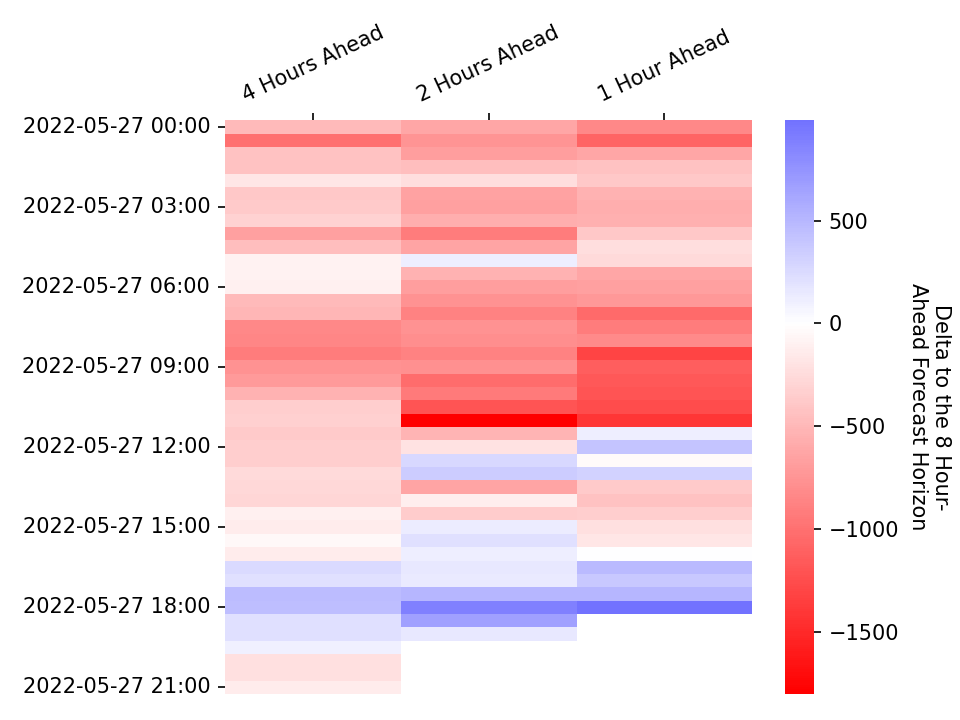 4 Hours Ahead
2 Hours Ahead
1 Hour Ahead
2022-05-27 00:00
2022-05-27 03:00
2022-05-27 06:00
2022-05-27 09:00
2022-05-27 12:00
2022-05-27 15:00
2022-05-27 18:00
2022-05-27 21:00
500
0
−500
−1000
−1500
Delta to the 8 Hour-
Ahead Forecast Horizon